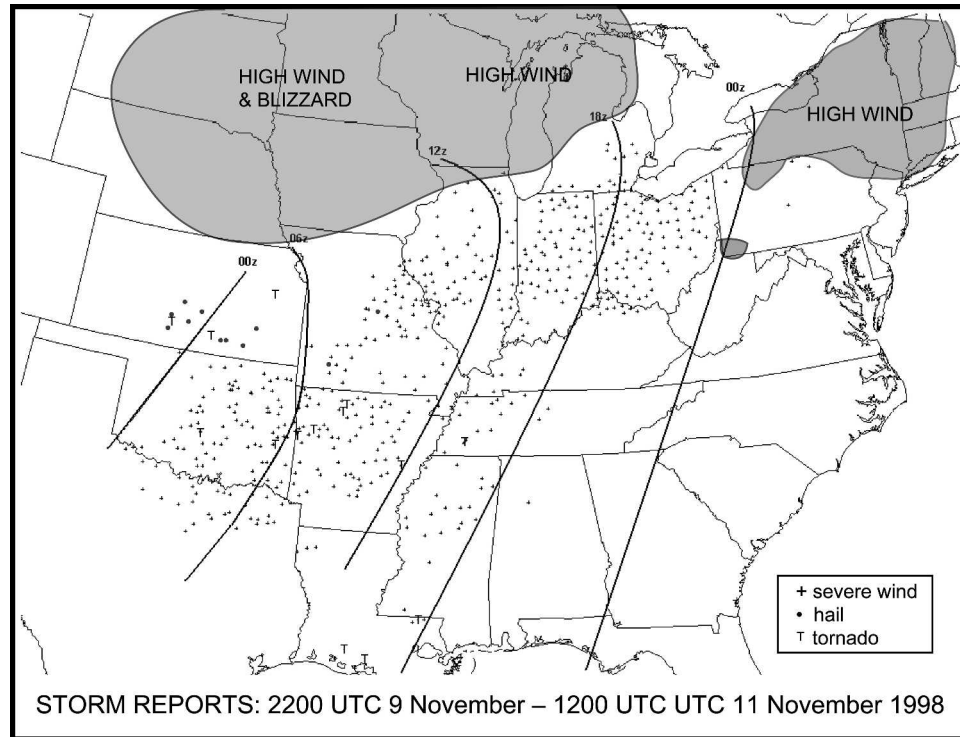 HIGH WIND
& BLIZZARD
HIGH WIND
00z
HIGH WIND
18z
12z
06z
00z
+ severe wind
• hail
T tornado
STORM REPORTS: 2200 UTC 9 November – 1200 UTC UTC 11 November 1998